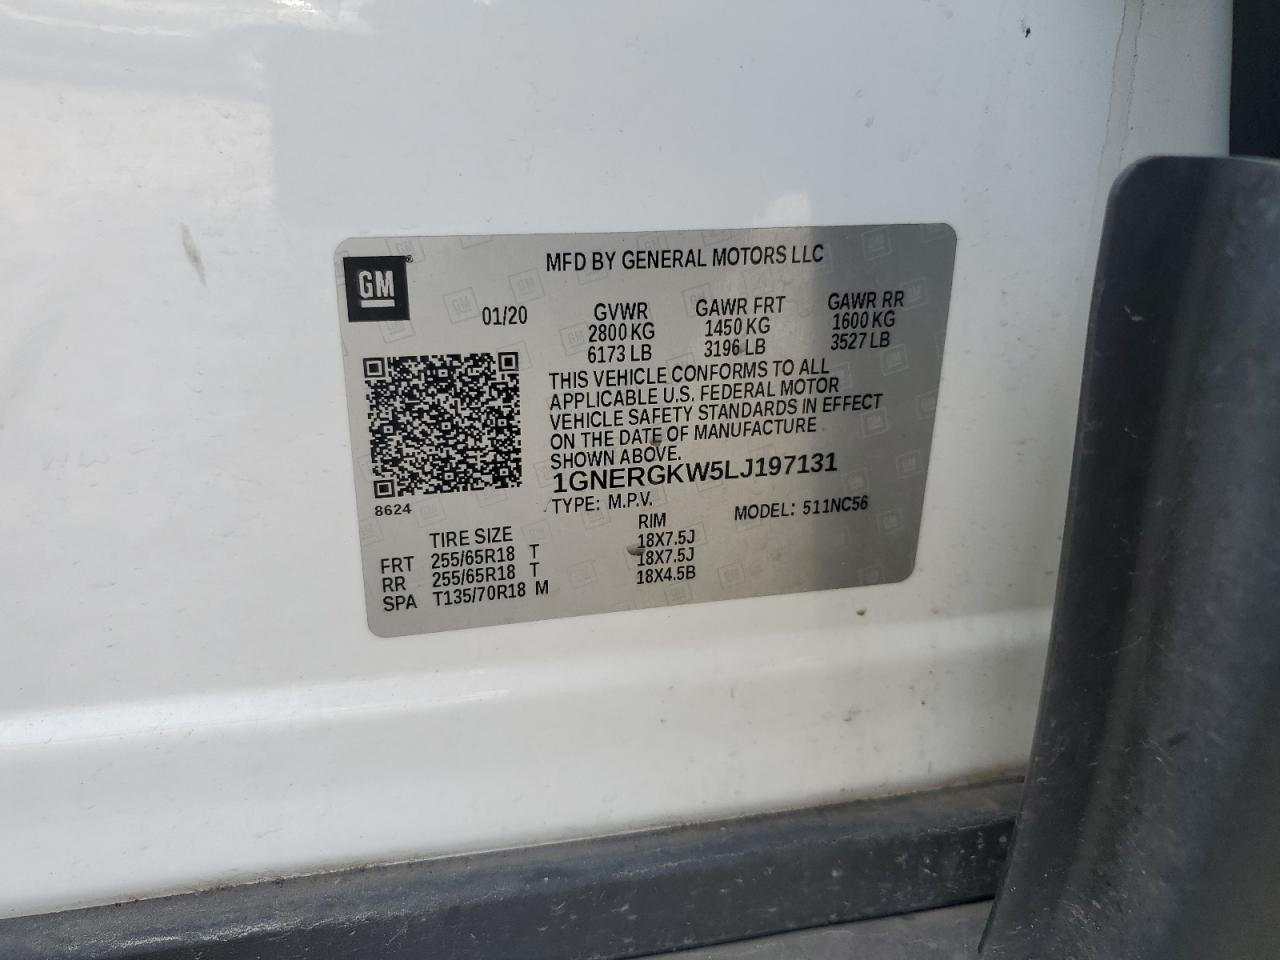 GM
MFD BY GENERAL MOTORS LLC
01/20 GVWR GAWR FRT GAWR RR
2800 KG 1450 KG 1600 KG
6173 LB 3196 LB 3527 LB
THIS VEHICLE CONFORMS TO ALL
APPLICABLE U.S. FEDERAL MOTOR
VEHICLE SAFETY STANDARDS IN EFFECT
ON THE DATE OF MANUFACTURE
SHOWN ABOVE.
1GNERGKW5LJ197131
8624 TYPE: M.P.V. MODEL: 511NC56
TIRE SIZE RIM
FRT 255/65R18 T 18X7.5J
RR 255/65R18 T 18X7.5J
SPA T135/70R18 M 18X4.5B